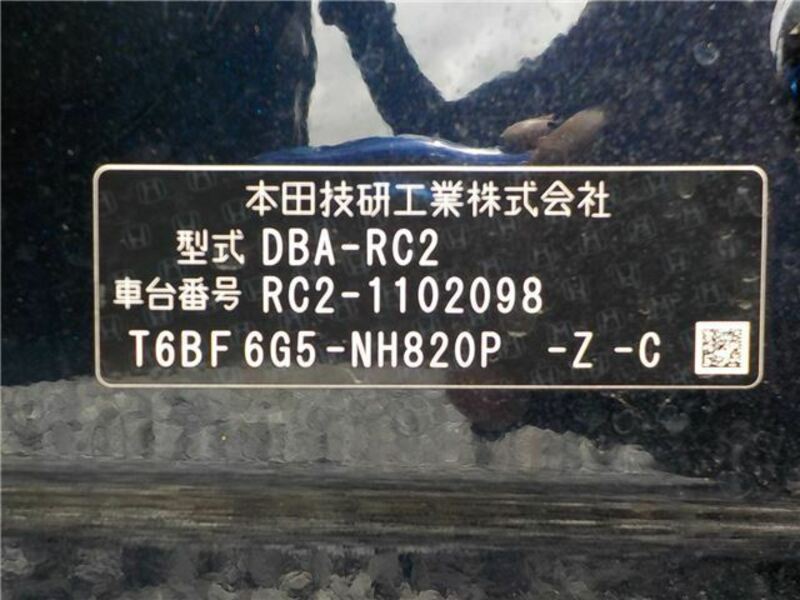 本田技研工業株式会社
型式 DBA-RC2
車台番号 RC2-1102098
T6BF 6G5-NH820P -Z -C